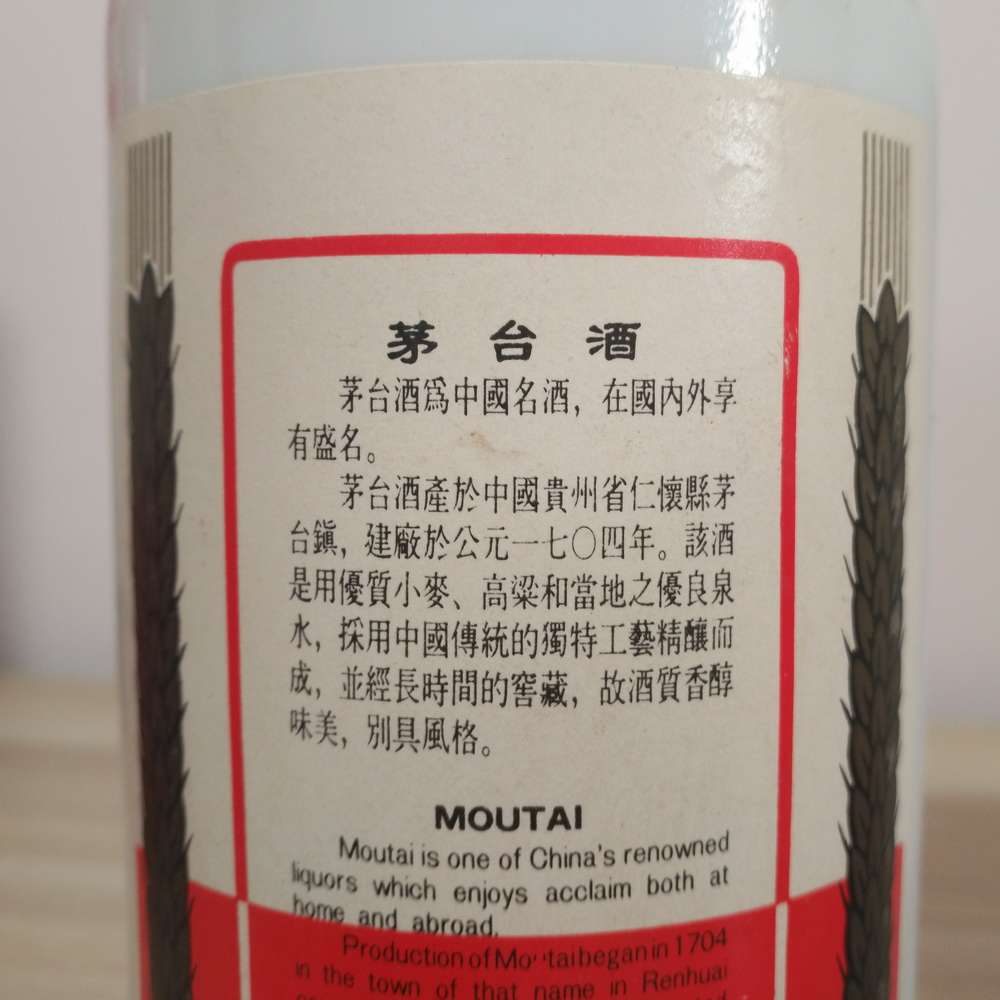 茅台酒
茅台酒爲中國名酒，在國內外享
有盛名。
茅台酒產於中國貴州省仁懷縣茅
台鎮，建廠於公元一七〇四年。該酒
是用優質小麥、高粱和當地之優良泉
水，採用中國傳統的獨特工藝精釀而
成，並經長時間的窖藏，故酒質香醇
味美，別具風格。
MOUTAI
Moutai is one of China's renowned
liquors which enjoys acclaim both at
home and abroad.
Production of Moutai began in 1704
in the town of that name in Renhuai